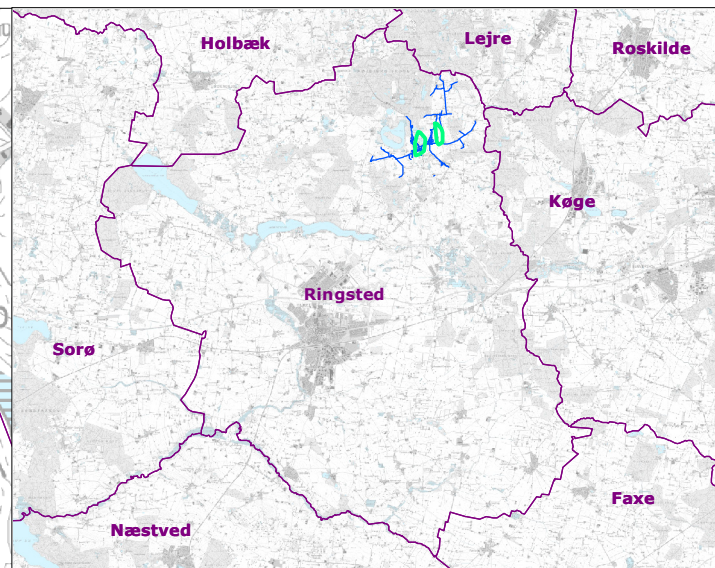 Holbæk
Lejre
Roskilde
Køge
Ringsted
Sorø
Faxe
Næstved